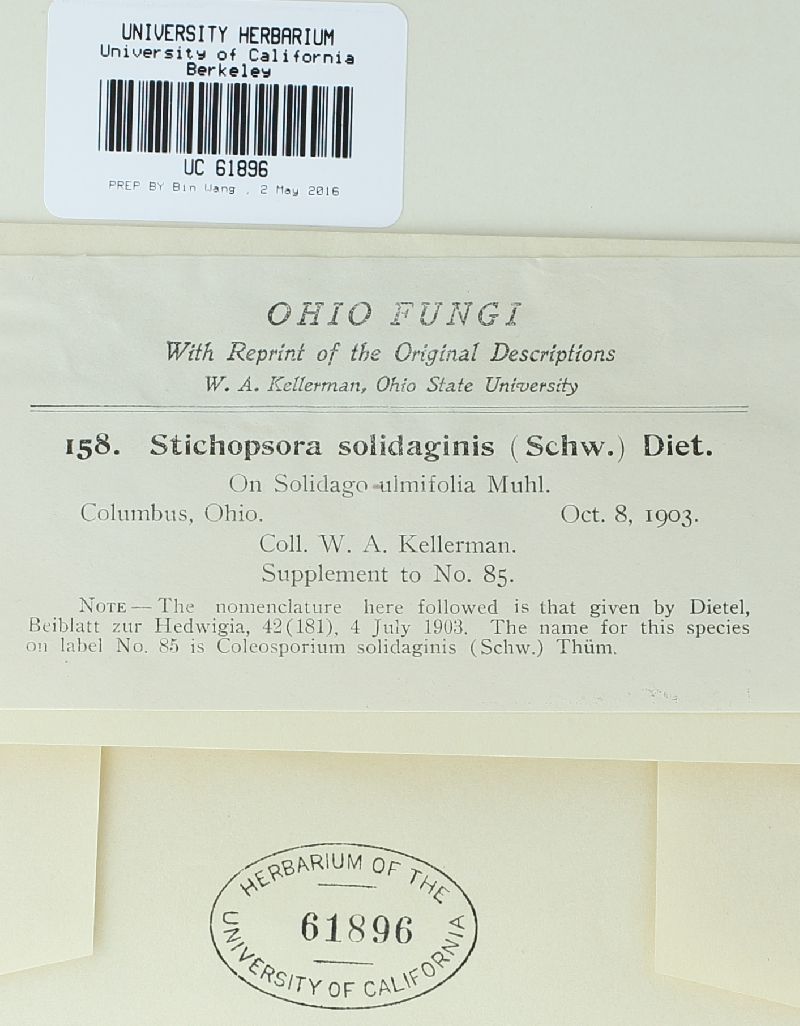 UNIVERSITY HERBARIUM
University of California
Berkeley
UC 61896
PREP BY Bin Wang , 2 May 2016
OHIO FUNGI
With Reprint of the Original Descriptions
W. A. Kellerman, Ohio State University
158. Stichopsora solidaginis (Schw.) Diet.
On Solidago ulmifolia Muhl.
Columbus, Ohio. Oct. 8, 1903.
Coll. W. A. Kellerman.
Supplement to No. 85.
NOTE — The nomenclature here followed is that given by Dietel,
Beiblatt zur Hedwigia, 42(181), 4 July 1903. The name for this species
on label No. 85 is Coleosporium solidaginis (Schw.) Thüm.
HERBARIUM OF THE
61896
UNIVERSITY OF CALIFORNIA